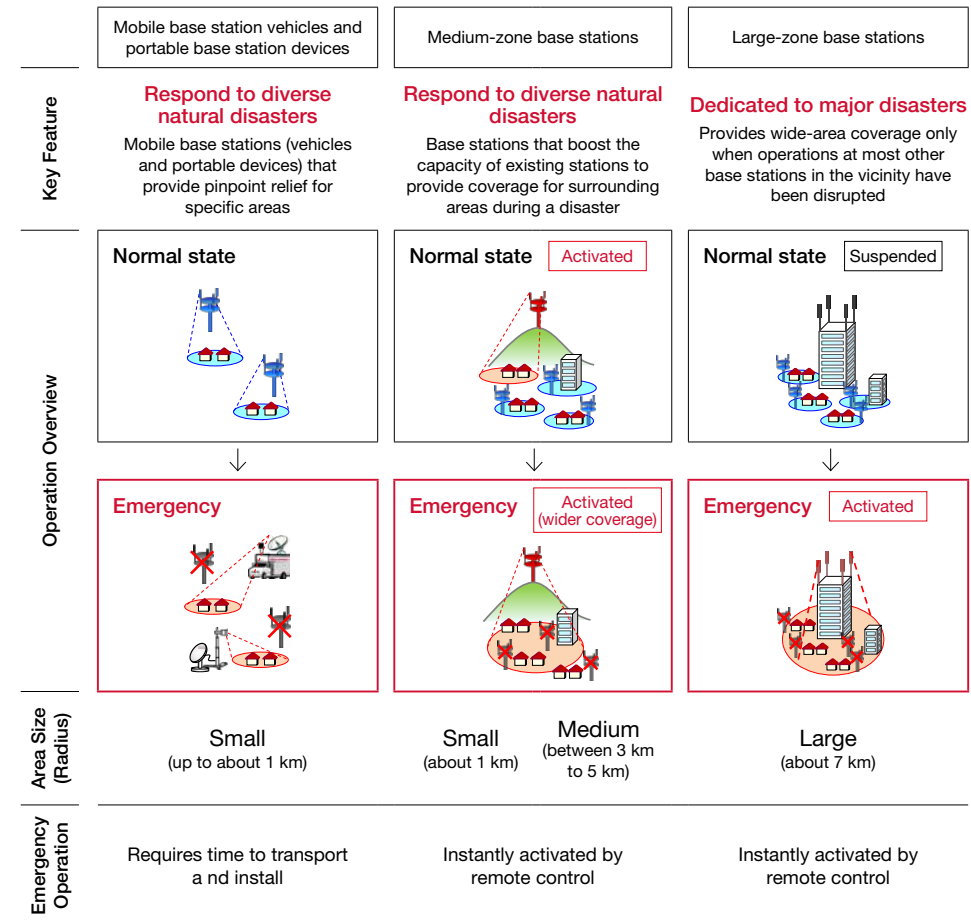 Mobile base station vehicles and
portable base station devices
Medium-zone base stations
Large-zone base stations
Key Feature
Respond to diverse
natural disasters
Mobile base stations (vehicles
and portable devices) that
provide pinpoint relief for
specific areas
Respond to diverse natural
disasters
Base stations that boost the
capacity of existing stations to
provide coverage for surrounding
areas during a disaster
Dedicated to major disasters
Provides wide-area coverage only
when operations at most other
base stations in the vicinity have
been disrupted
Operation Overview
Normal state
Normal state
Activated
Normal state
Suspended
Emergency
Emergency
Activated
(wider coverage)
Emergency
Activated
Area Size
(Radius)
Small
(up to about 1 km)
Small
(about 1 km)
Medium
(between 3 km
to 5 km)
Large
(about 7 km)
Emergency
Operation
Requires time to transport
a nd install
Instantly activated by
remote control
Instantly activated by
remote control